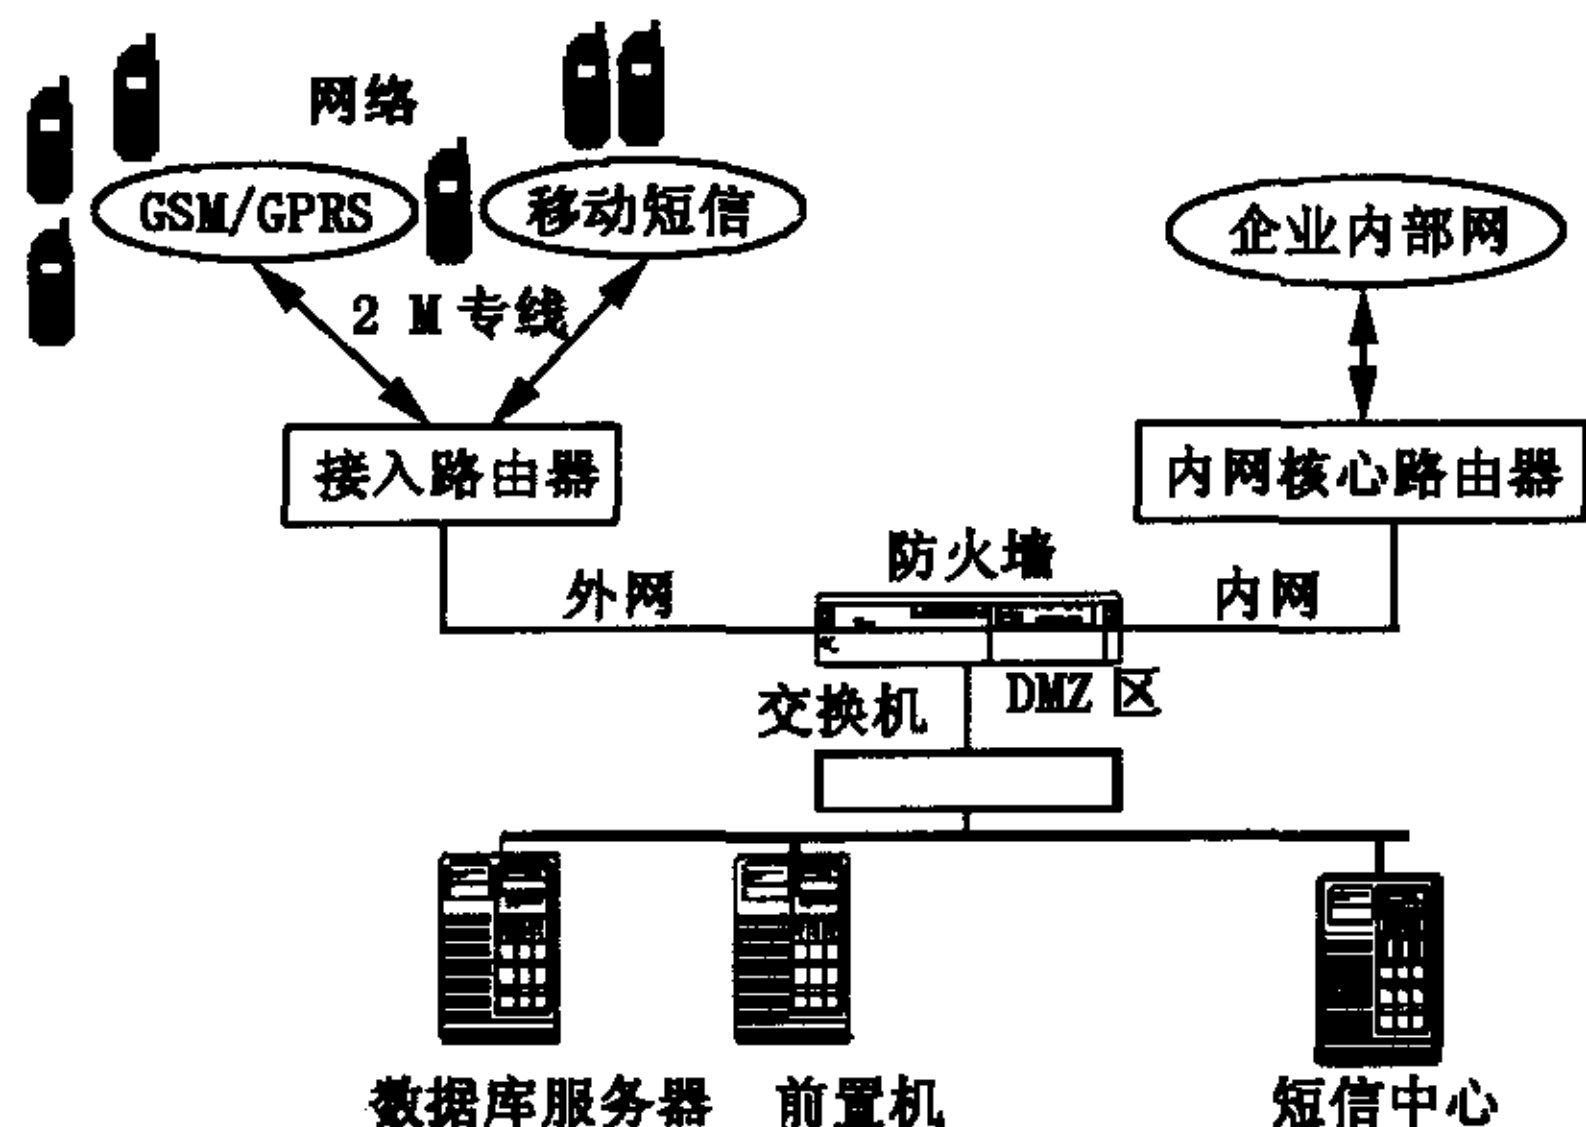 网络
GSM/GPRS
移动短信
企业内部网
2 M 专线
接入路由器
内网核心路由器
防火墙
外网
内网
交换机
DMZ 区
数据库服务器
前置机
短信中心